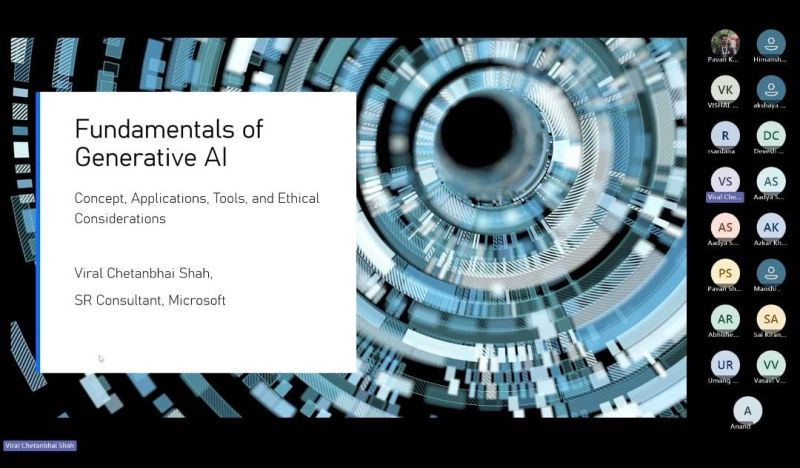 Fundamentals of
Generative AI
Concept, Applications, Tools, and Ethical
Considerations
Viral Chetanbhai Shah,
SR Consultant, Microsoft
Viral Chetanbhai Shah
Pavan K...
Himansh...
VK
VISHAL ...
akshaya ...
R
rsardana
DC
Devesh ...
VS
Viral Che...
AS
Aadya S...
AS
Aadya S...
AK
Azkar Kh...
PS
Pavan Sh...
Manshi .
AR
Abhishe...
SA
Sai Kiran...
UR
Umang ...
VV
Vasavi V...
A
Anand